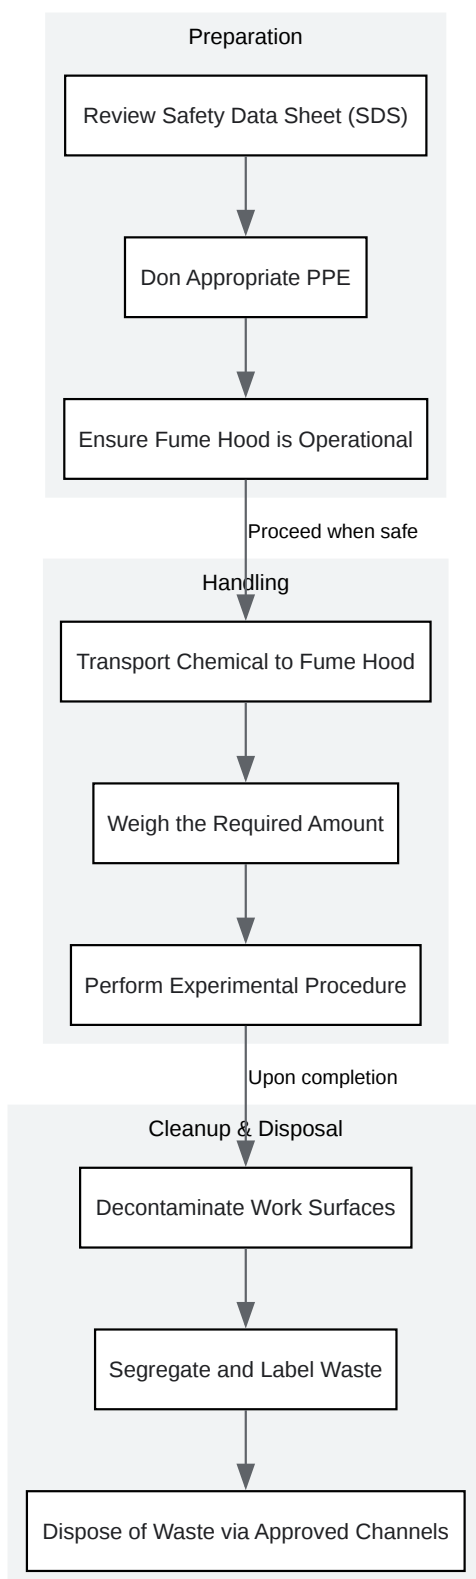 Preparation
Review Safety Data Sheet (SDS)
Don Appropriate PPE
Ensure Fume Hood is Operational
Proceed when safe
Handling
Transport Chemical to Fume Hood
Weigh the Required Amount
Perform Experimental Procedure
Upon completion
Cleanup & Disposal
Decontaminate Work Surfaces
Segregate and Label Waste
Dispose of Waste via Approved Channels